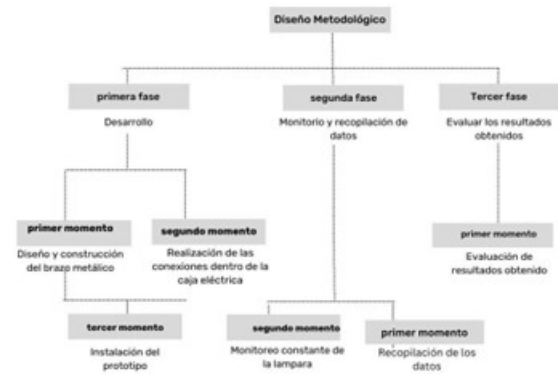 Diseño Metodológico
primera fase
Desarrollo
segunda fase
Monitorio y recopilación de
datos
Tercer fase
Evaluar los resultados
obtenidos
primer momento
Diseño y construcción
del brazo metálico
segundo momento
Realización de las
conexiones dentro de la
caja eléctrica
primer momento
Evaluación de
resultados obtenido
tercer momento
Instalación del
prototipo
segundo momento
Monitoreo constante de
la lampara
primer momento
Recopilación de los
datos